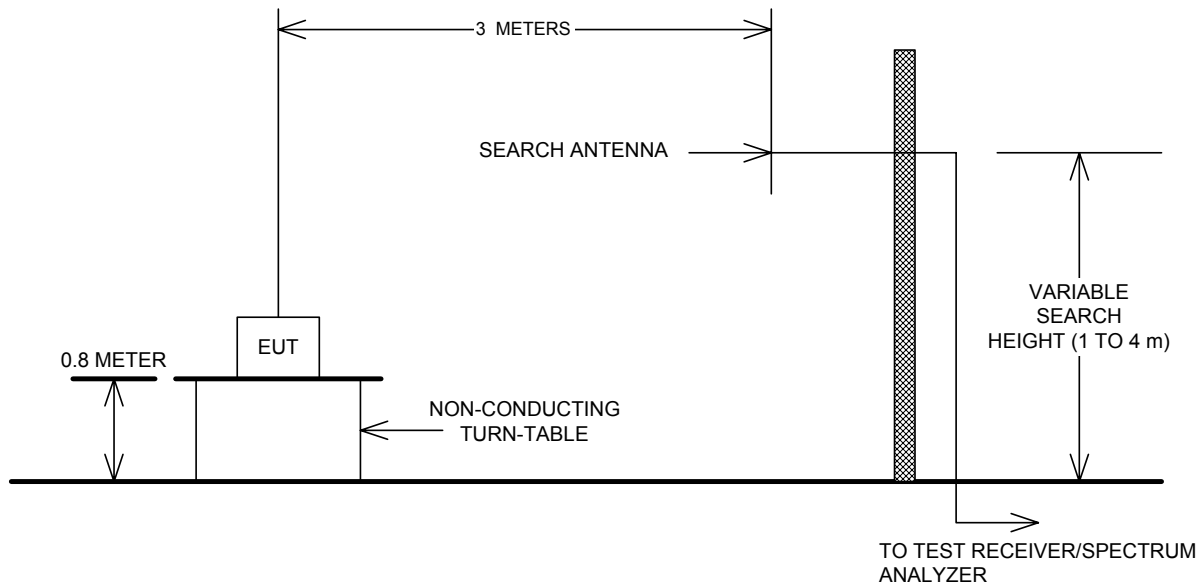 3 METERS
SEARCH ANTENNA
VARIABLE
SEARCH
HEIGHT (1 TO 4 m)
EUT
0.8 METER
NON-CONDUCTING
TURN-TABLE
TO TEST RECEIVER/SPECTRUM
ANALYZER